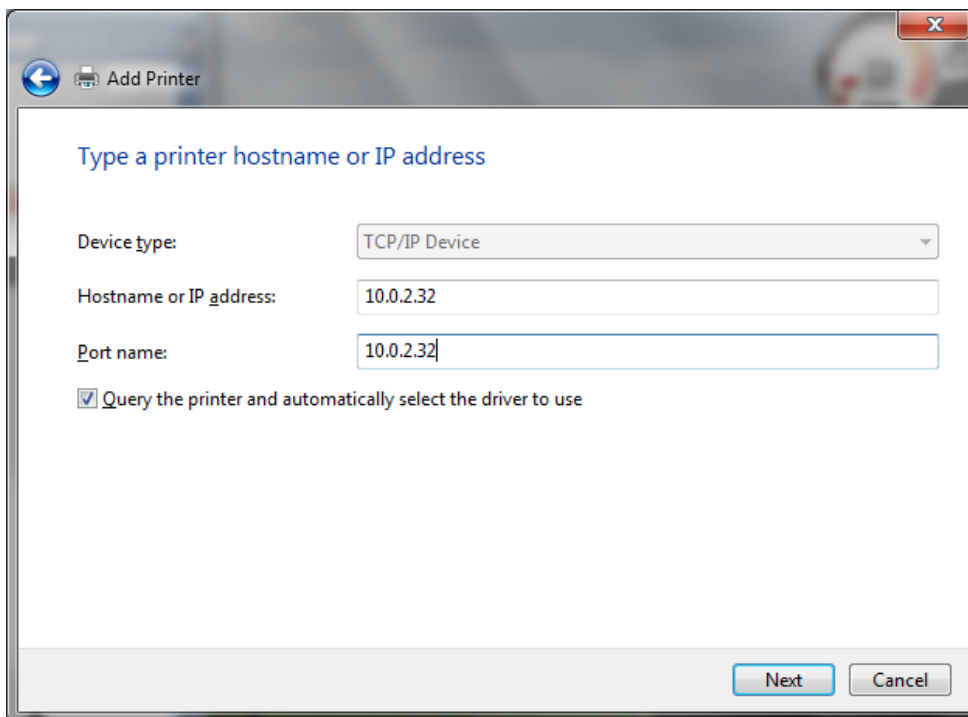 Add Printer
Type a printer hostname or IP address
Device type: TCP/IP Device
Hostname or IP address: 10.0.2.32
Port name: 10.0.2.32
Query the printer and automatically select the driver to use
Next Cancel